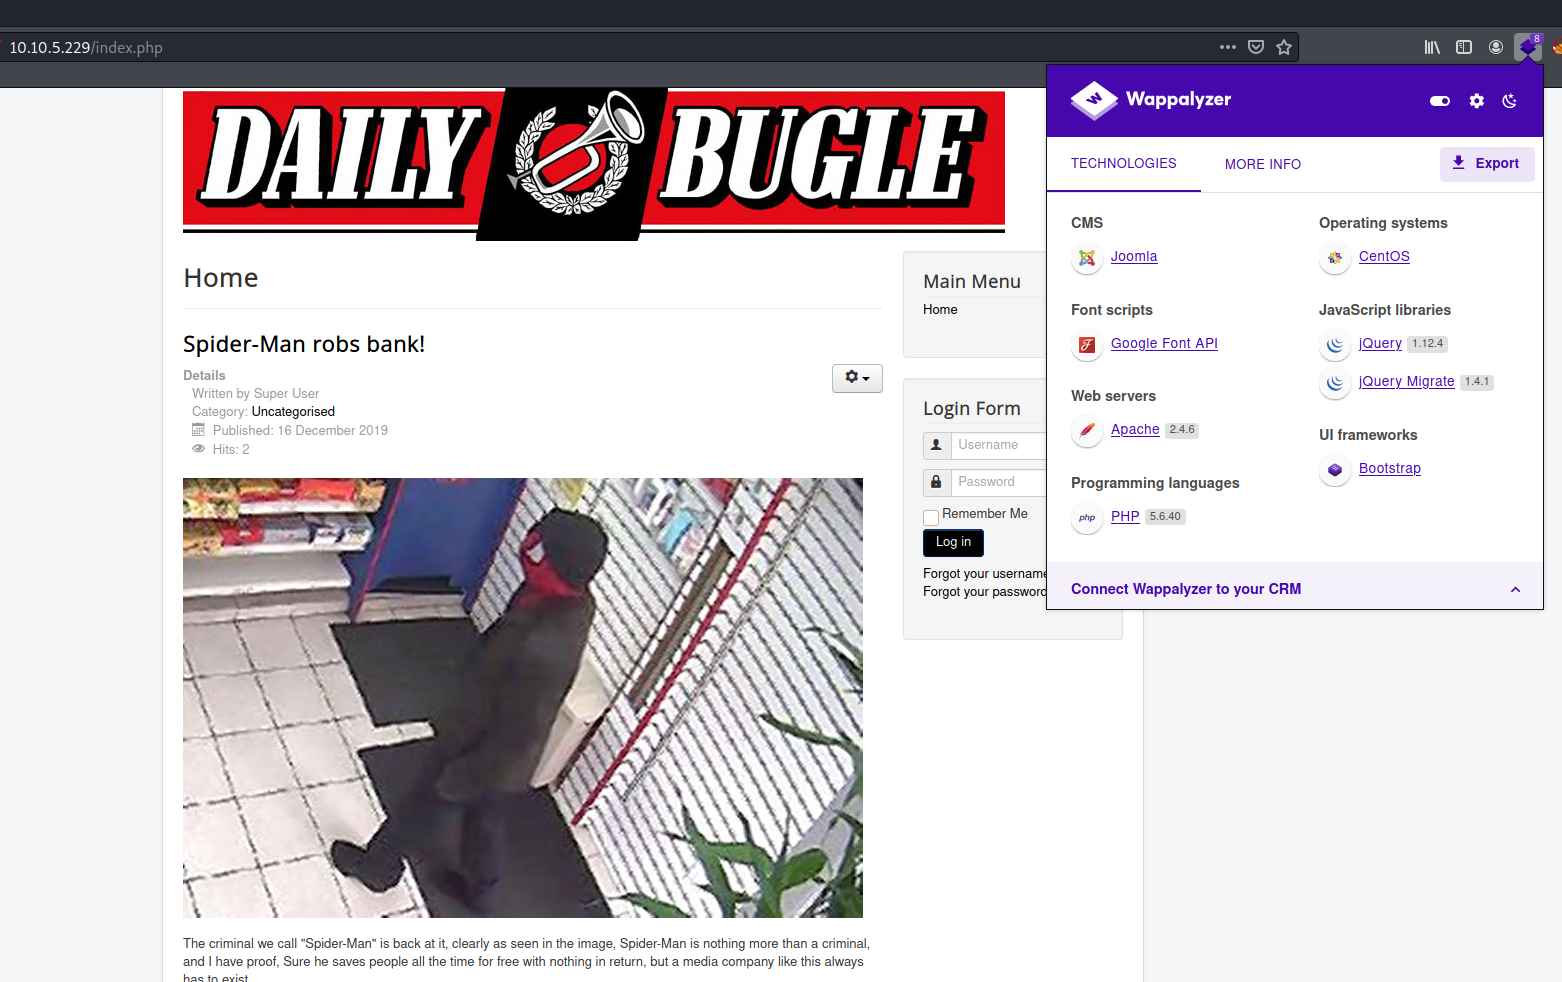 10.10.5.229/index.php
8
DAILY BUGLE
Home
Spider-Man robs bank!
Details
Written by Super User
Category: Uncategorised
Published: 16 December 2019
Hits: 2
The criminal we call "Spider-Man" is back at it, clearly as seen in the image, Spider-Man is nothing more than a criminal,
and I have proof, Sure he saves people all the time for free with nothing in return, but a media company like this always
has to exist
Main Menu
Home
Login Form
Username
Password
Remember Me
Log in
Forgot your username
Forgot your password
Wappalyzer
TECHNOLOGIES
MORE INFO
Export
CMS
Joomla
Font scripts
Google Font API
Web servers
Apache 2.4.6
Programming languages
php PHP 5.6.40
Operating systems
CentOS
JavaScript libraries
jQuery 1.12.4
jQuery Migrate 1.4.1
UI frameworks
Bootstrap
Connect Wappalyzer to your CRM